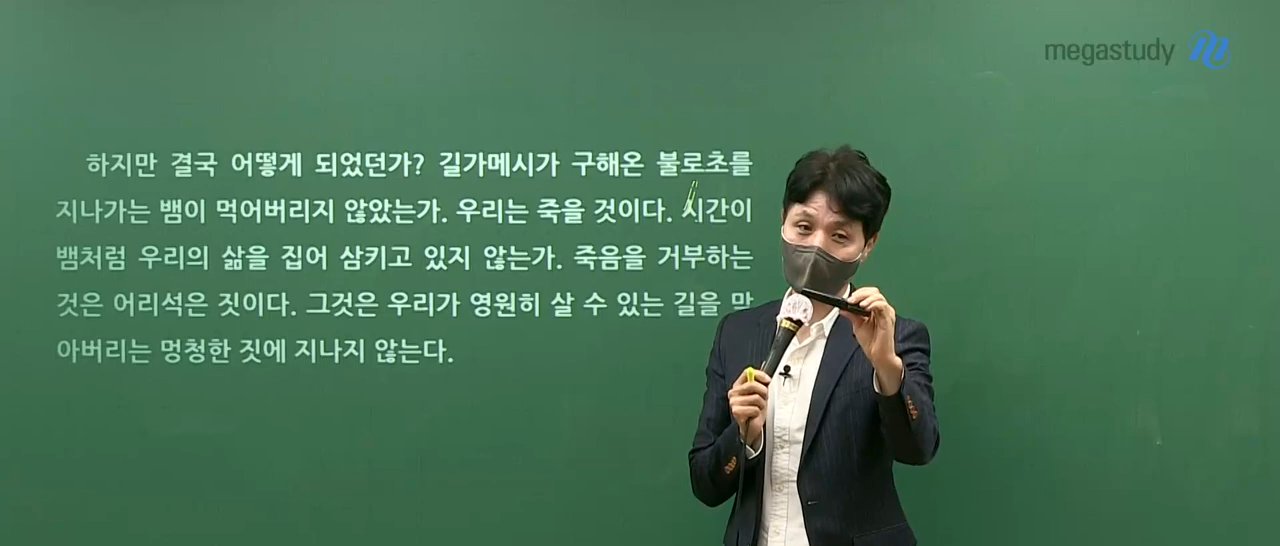 megastudy
하지만 결국 어떻게 되었던가? 길가메시가 구해온 불로초를
지나가는 뱀이 먹어버리지 않았는가. 우리는 죽을 것이다. 시간이
뱀처럼 우리의 삶을 집어 삼키고 있지 않는가. 죽음을 거부하는
것은 어리석은 짓이다. 그것은 우리가 영원히 살 수 있는 길을 막
아버리는 멍청한 짓에 지나지 않는다.